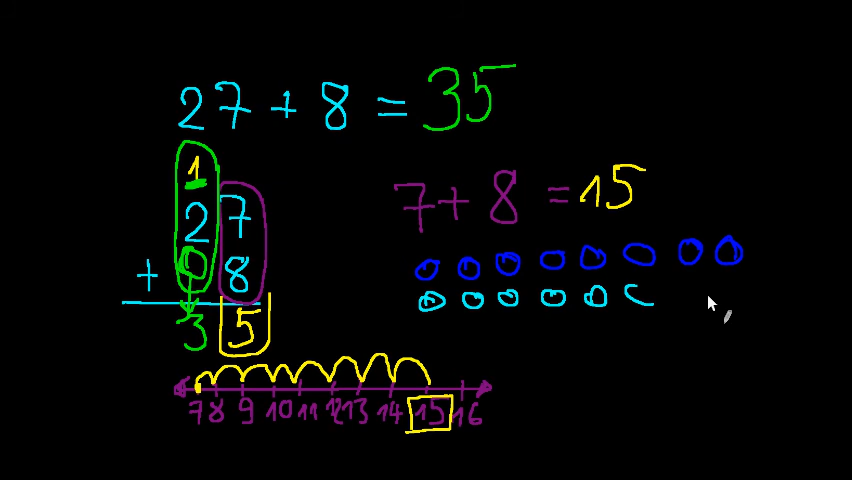 27 + 8 = 35
1
27
7 + 8 = 15
+ 08
35
7 8 9 10 11 12 13 14 15 16